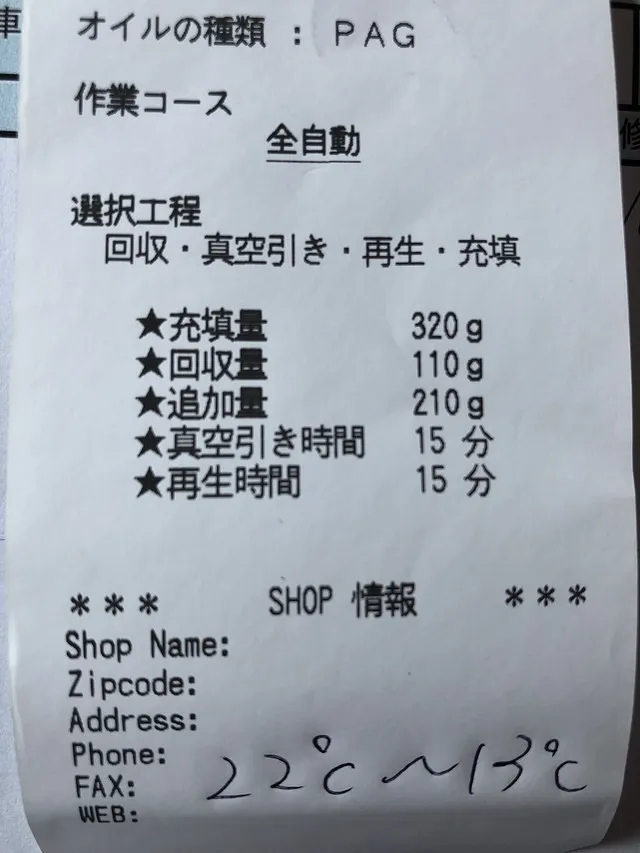 車
オイルの種類 : PAG
作業コース
全自動
修
選択工程
回収・真空引き・再生・充填
★充填量 320g
★回収量 110g
★追加量 210g
★真空引き時間 15 分
★再生時間 15 分
*** SHOP 情報 ***
Shop Name:
Zipcode:
Address:
Phone:
FAX:
22℃～13℃
WEB: